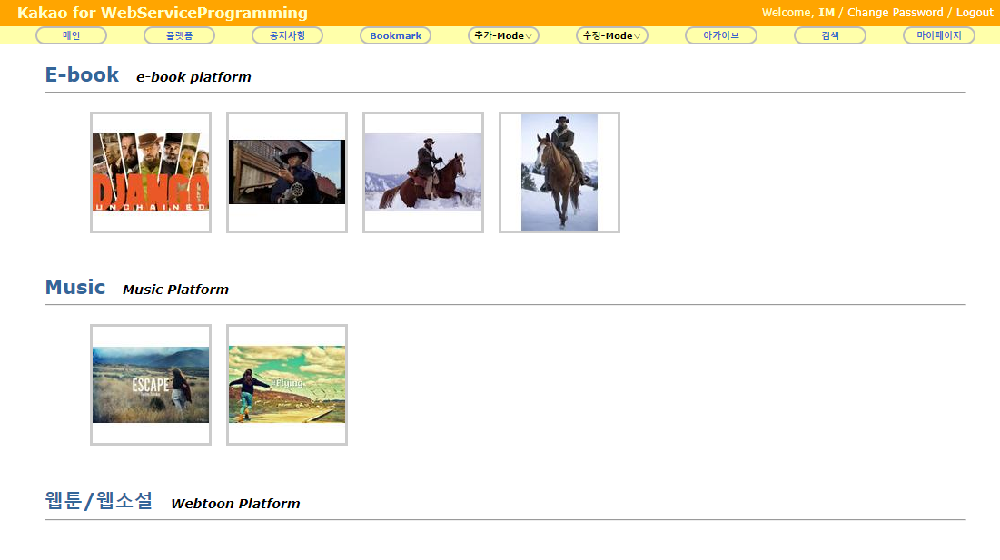 Kakao for WebServiceProgramming
Welcome, IM / Change Password / Logout
메인 플랫폼 공지사항 Bookmark 추가-Mode▽ 수정-Mode▽ 아카이브 검색 마이페이지
E-book e-book platform
DJANGO
UNCHAINED
Music Music Platform
ESCAPE
#Flying
웹툰/웹소설 Webtoon Platform